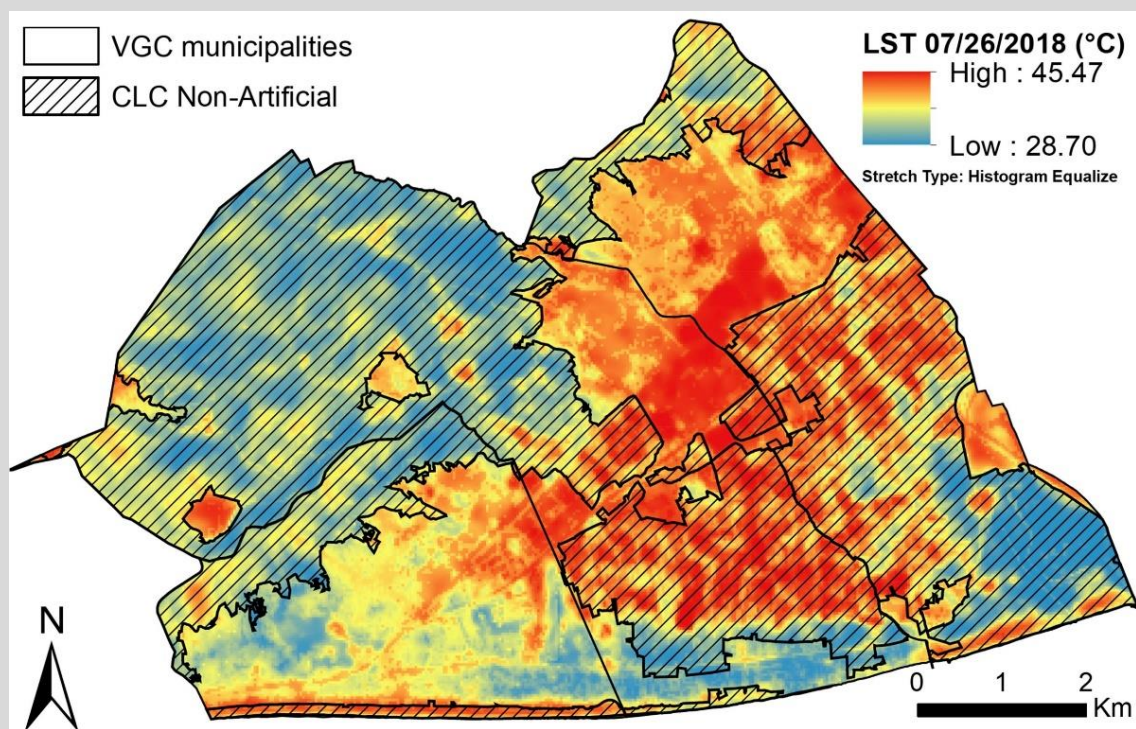 VGC municipalities
CLC Non-Artificial
LST 07/26/2018 (°C)
High : 45.47
Low : 28.70
Stretch Type: Histogram Equalize
N
0 1 2
Km